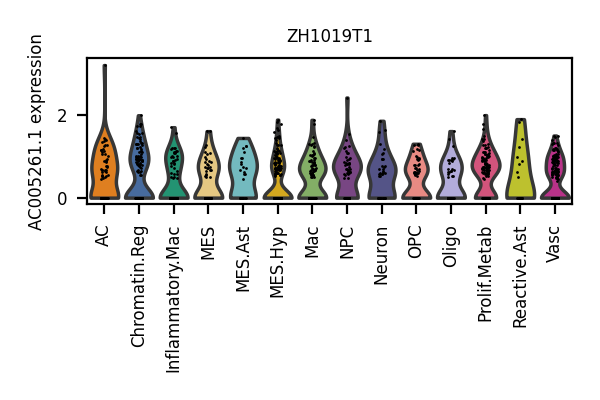 ZH1019T1
AC005261.1 expression
2
0
AC
Chromatin.Reg
Inflammatory.Mac
MES
MES.Ast
MES.Hyp
Mac
NPC
Neuron
OPC
Oligo
Prolif.Metab
Reactive.Ast
Vasc